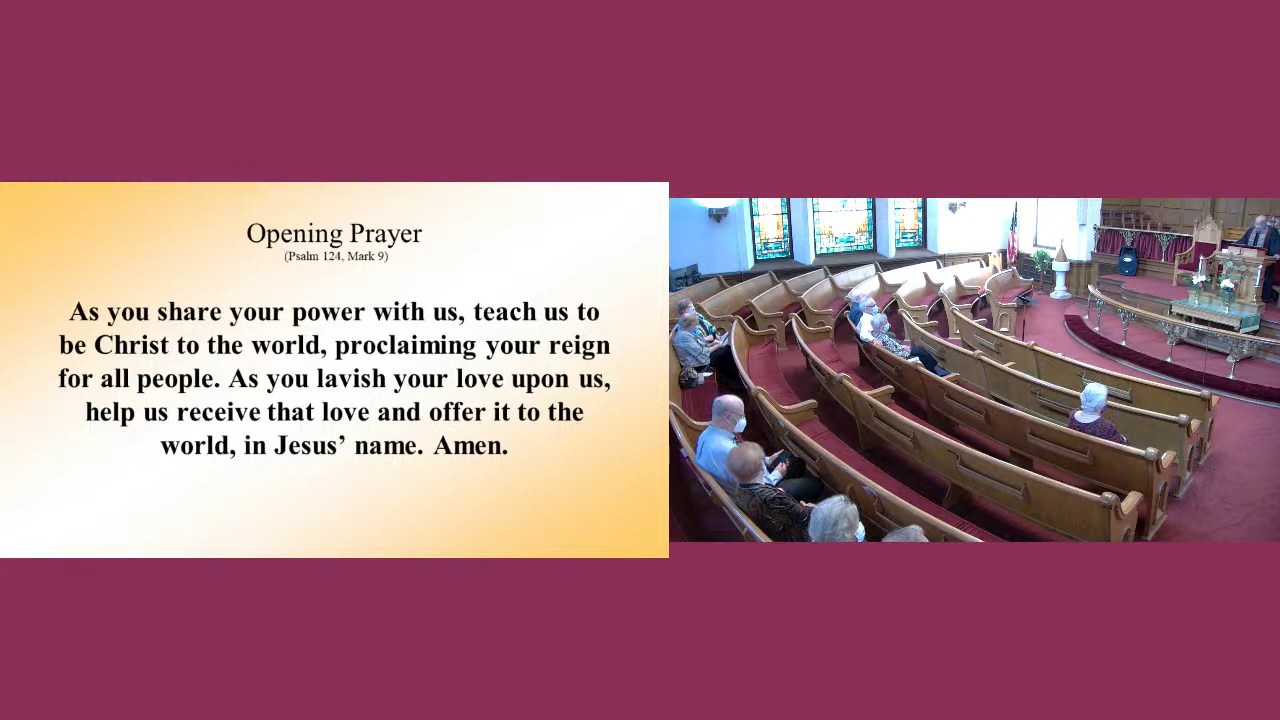 Opening Prayer
(Psalm 124, Mark 9)
As you share your power with us, teach us to
be Christ to the world, proclaiming your reign
for all people. As you lavish your love upon us,
help us receive that love and offer it to the
world, in Jesus’ name. Amen.